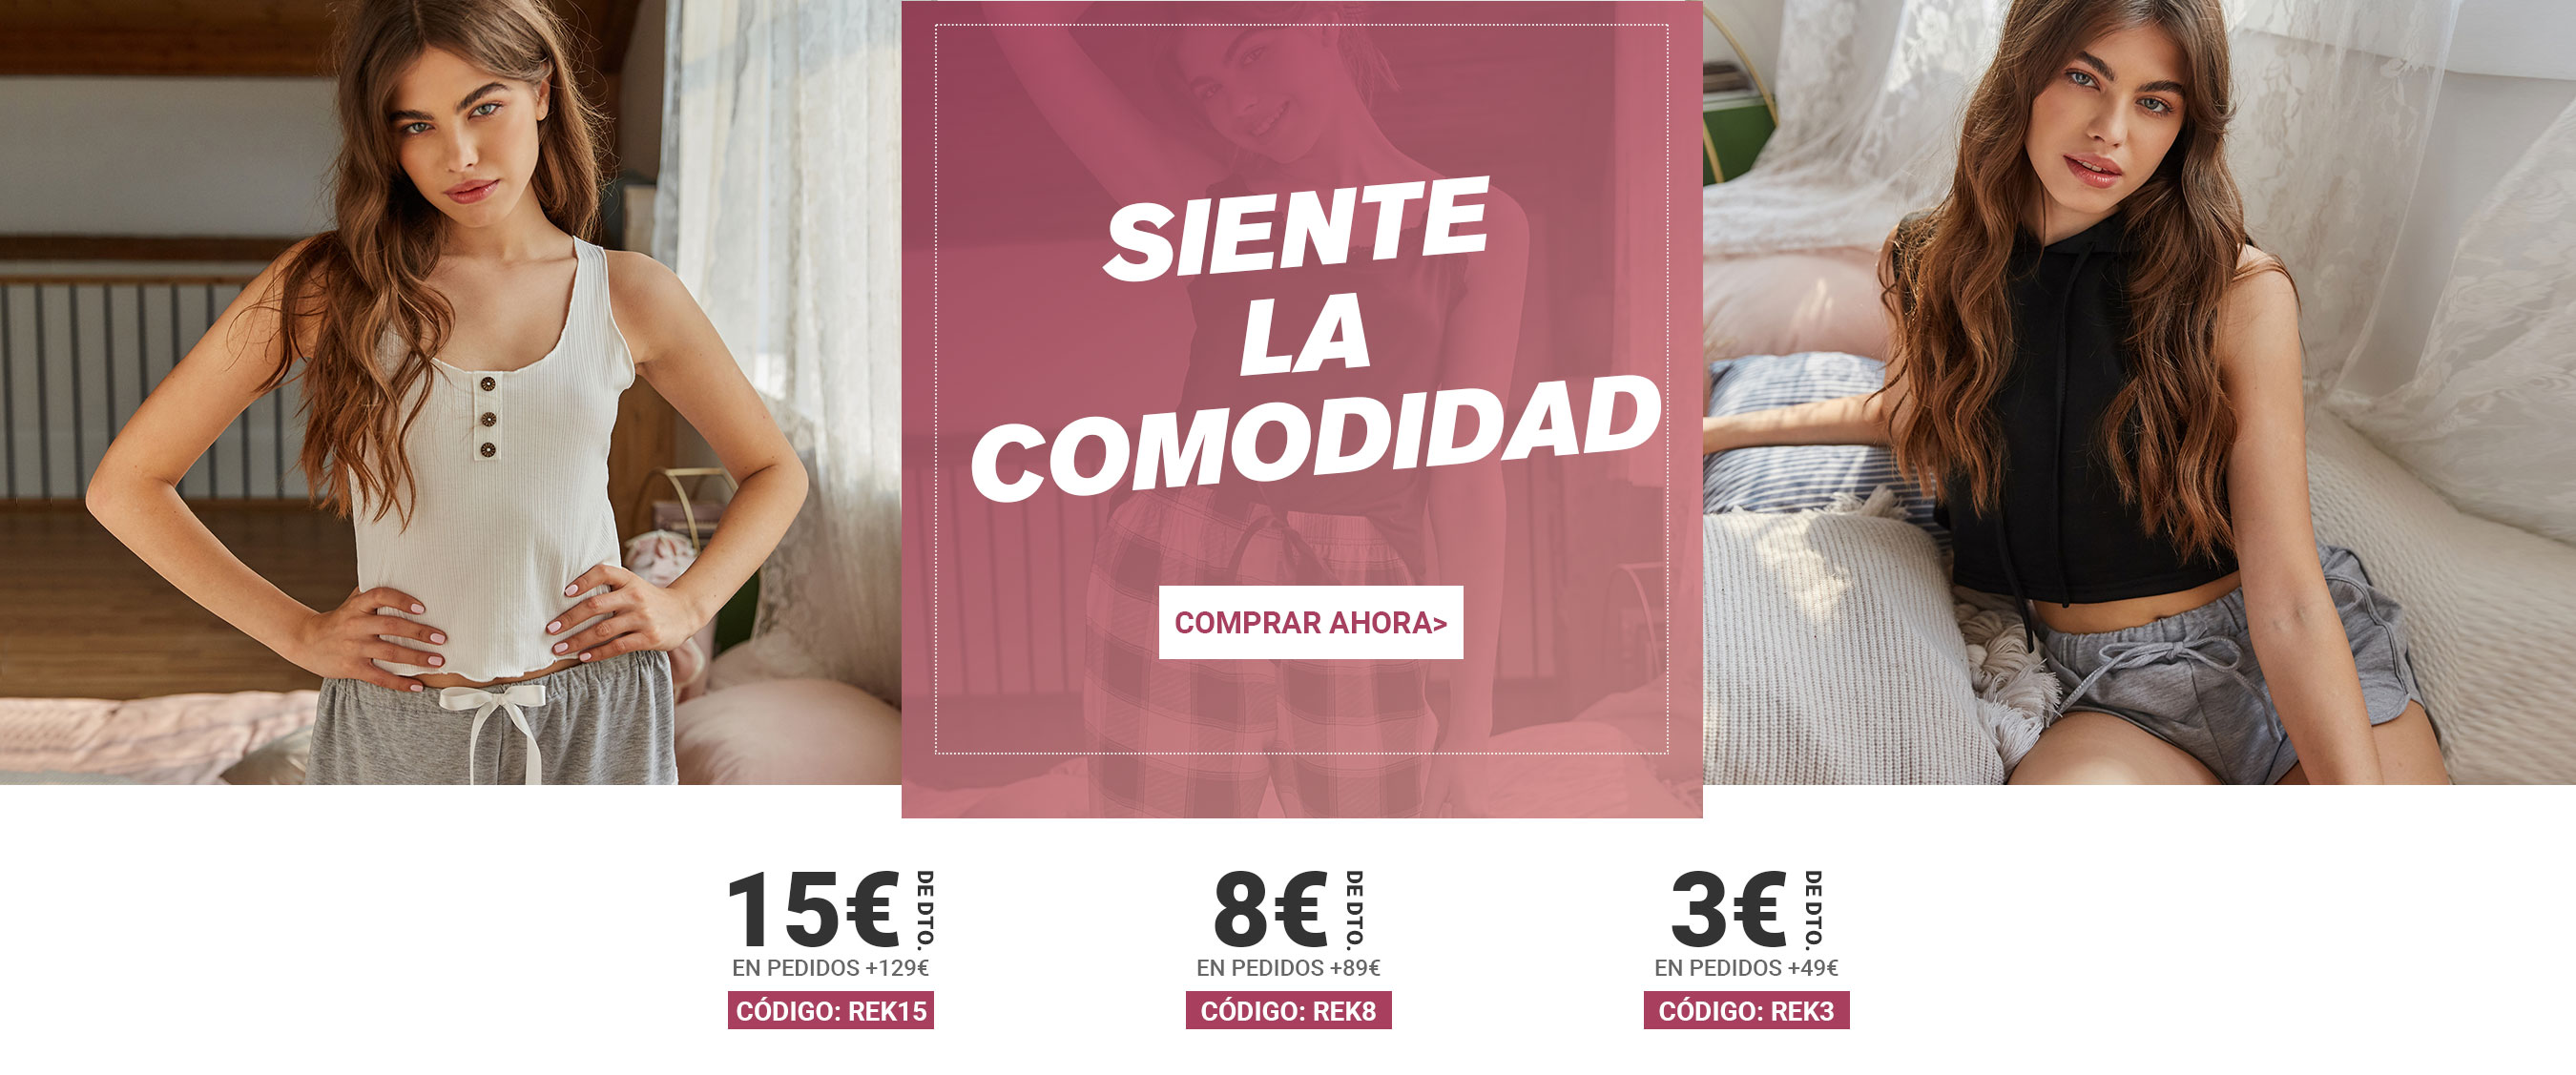 SIENTE
LA
COMODIDAD
COMPRAR AHORA>
15€ DE DTO.
EN PEDIDOS +129€
CÓDIGO: REK15
8€ DE DTO.
EN PEDIDOS +89€
CÓDIGO: REK8
3€ DE DTO.
EN PEDIDOS +49€
CÓDIGO: REK3